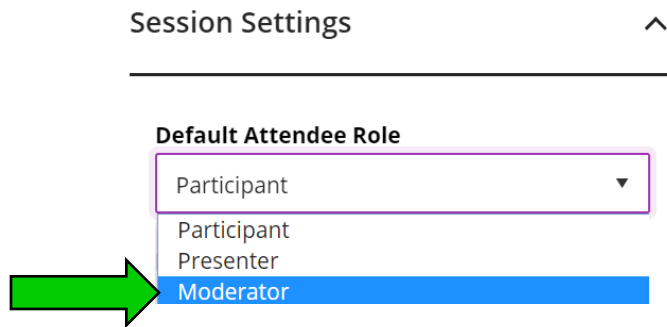 Session Settings
Default Attendee Role
Participant
Participant
Presenter
Moderator